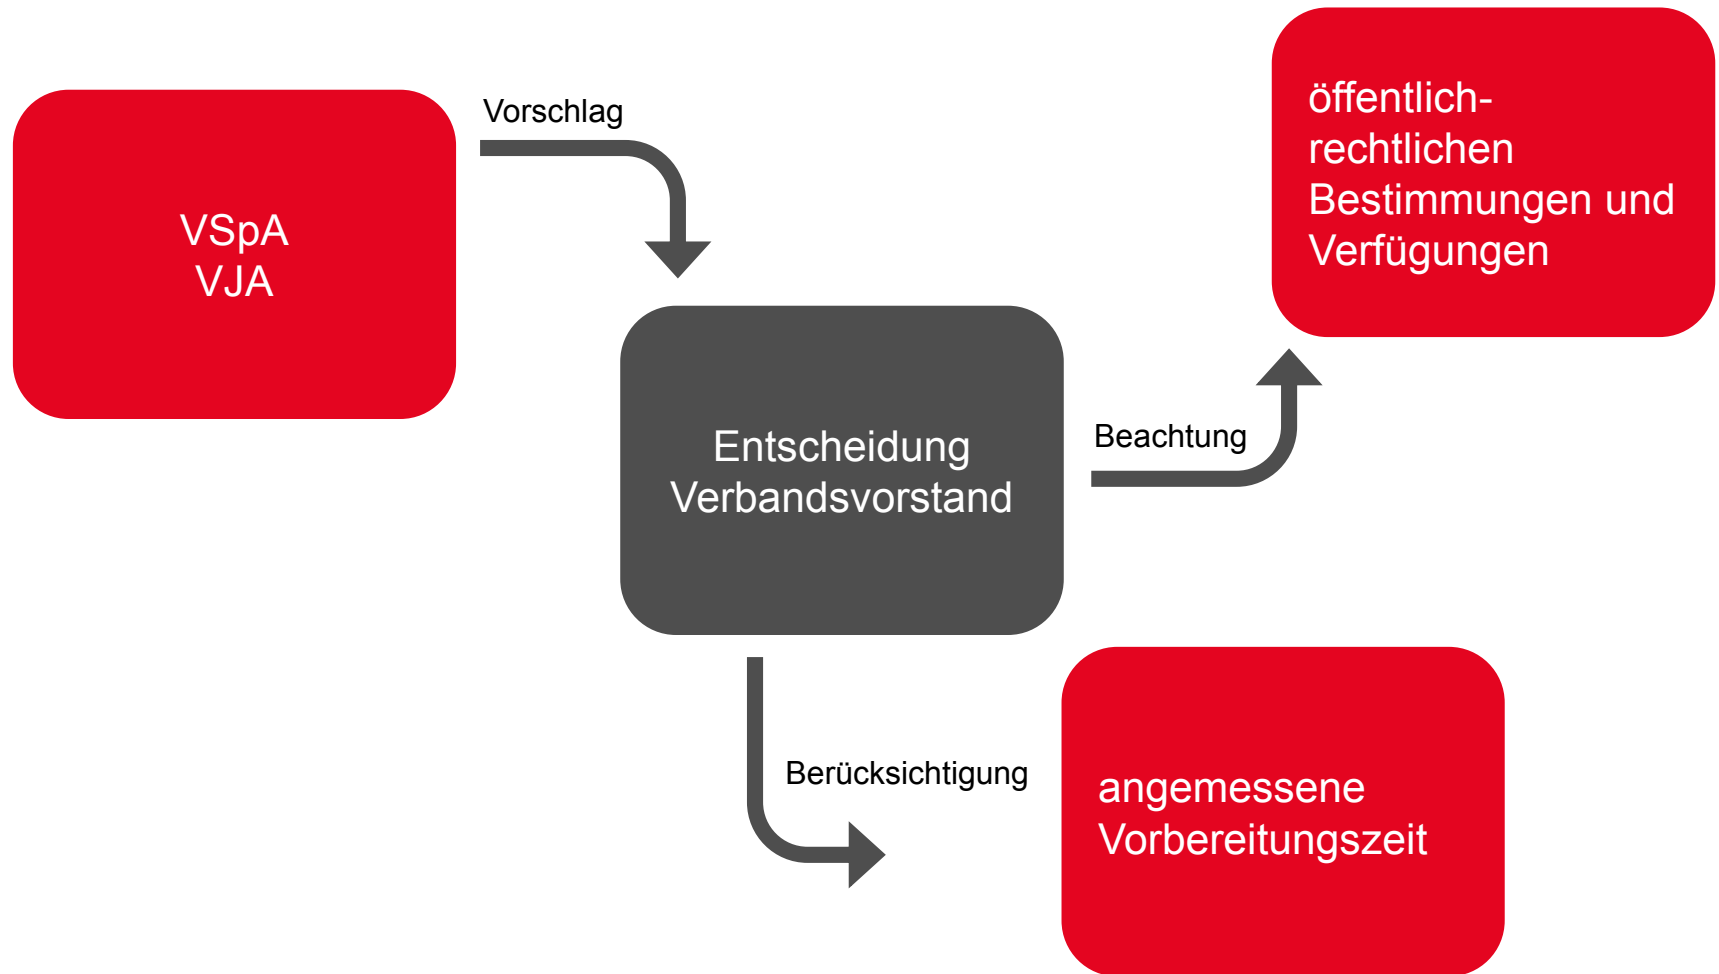 VSpA
VJA
Vorschlag
öffentlich-
rechtlichen
Bestimmungen und
Verfügungen
Entscheidung
Verbandsvorstand
Beachtung
Berücksichtigung
angemessene
Vorbereitungszeit